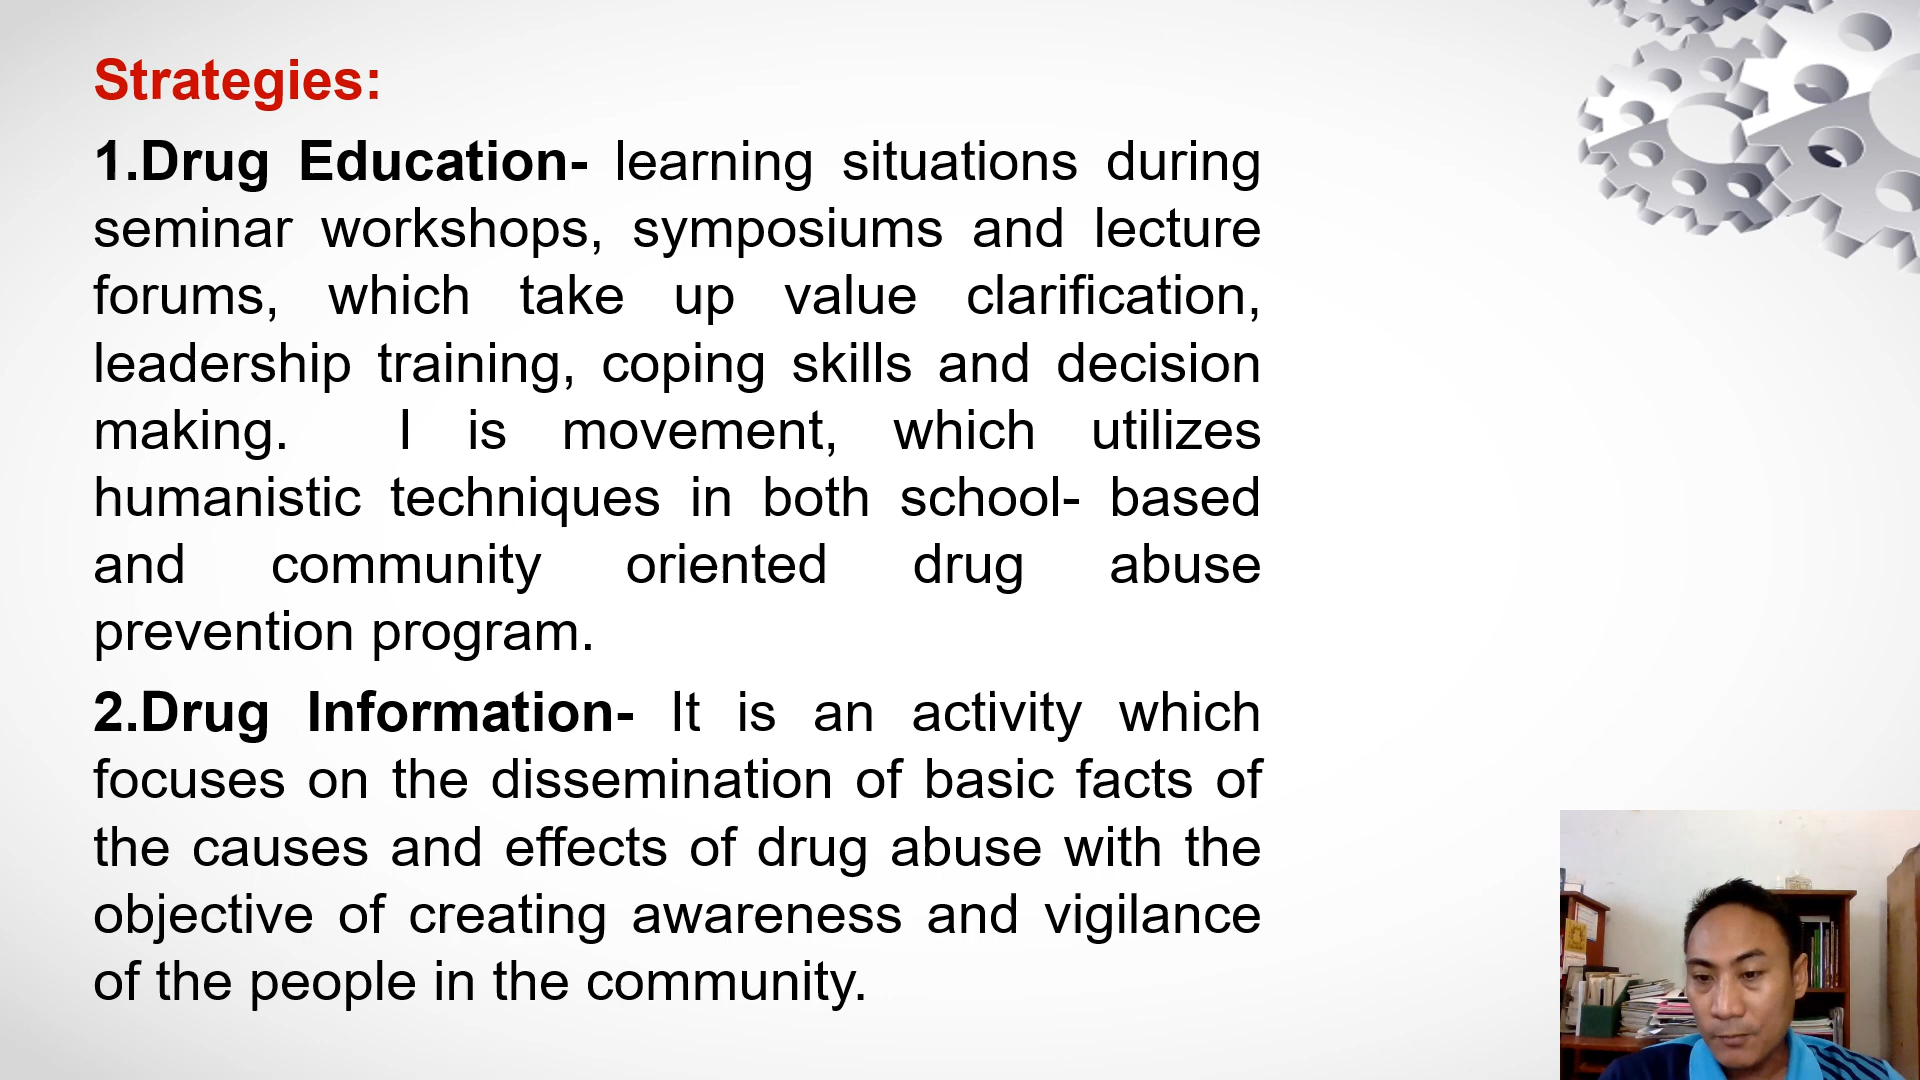 Strategies:
1.Drug Education- learning situations during
seminar workshops, symposiums and lecture
forums, which take up value clarification,
leadership training, coping skills and decision
making. I is movement, which utilizes
humanistic techniques in both school- based
and community oriented drug abuse
prevention program.
2.Drug Information- It is an activity which
focuses on the dissemination of basic facts of
the causes and effects of drug abuse with the
objective of creating awareness and vigilance
of the people in the community.